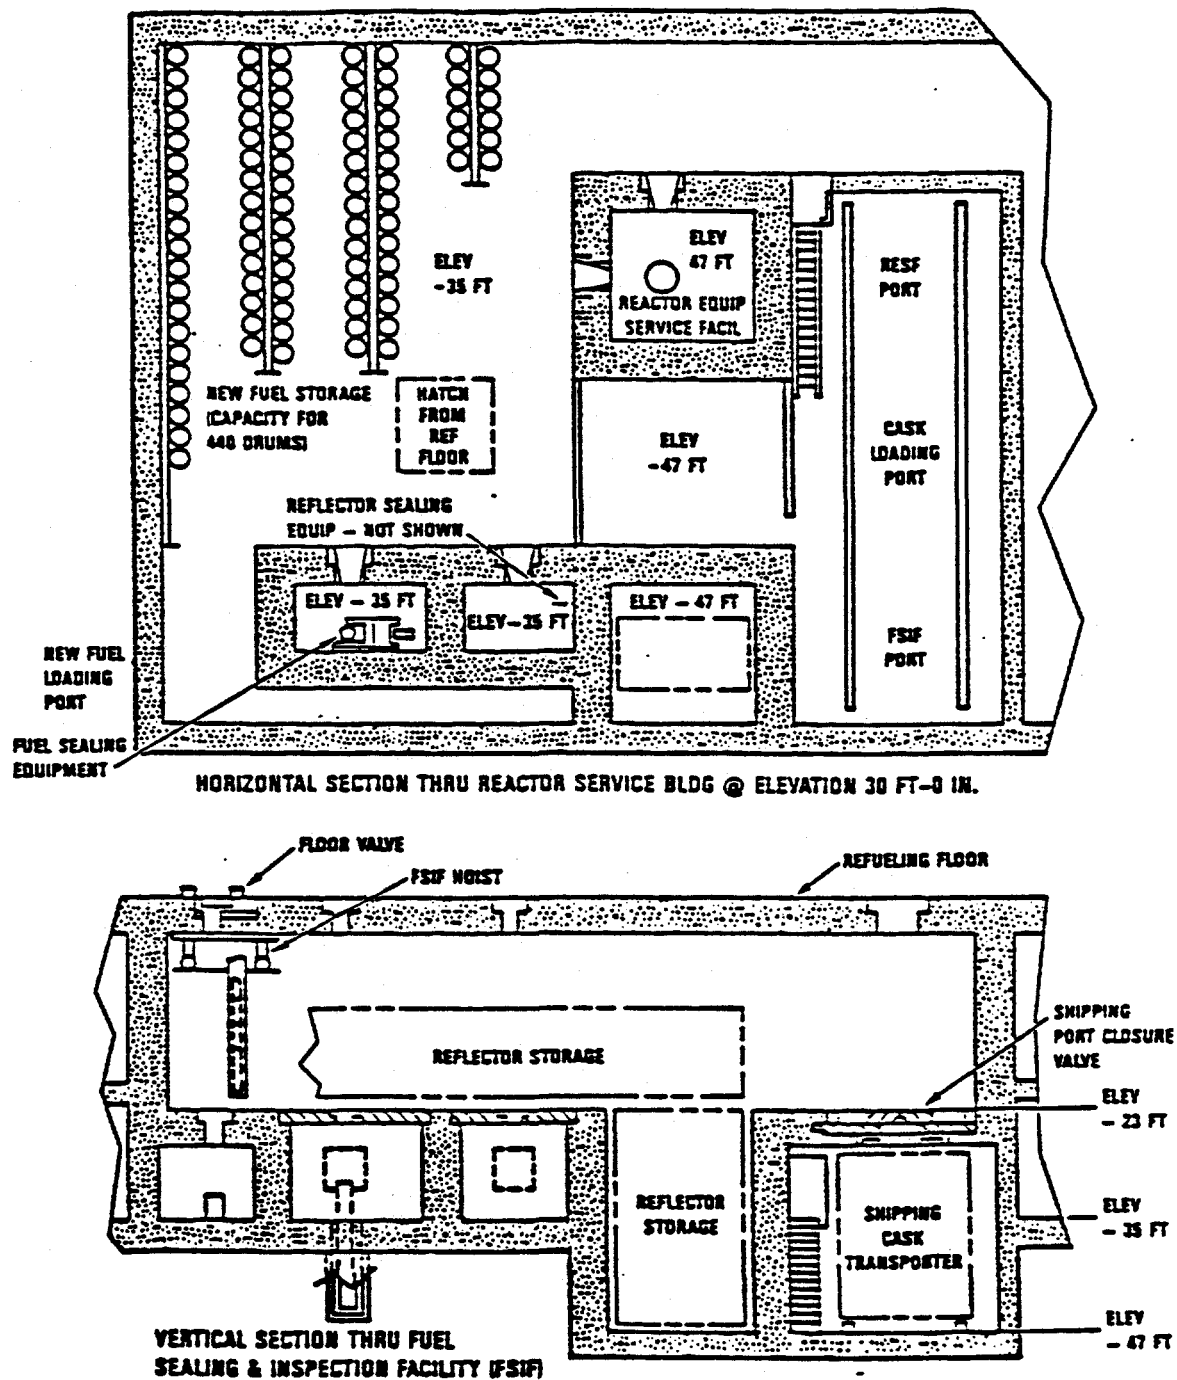 ELEV
-35 FT
ELEV
47 FT
REACTOR EQUIP
SERVICE FACIL
RESF
PORT
NEW FUEL STORAGE
(CAPACITY FOR
440 DRUMS)
HATCH
FROM
REF
FLOOR
ELEV
-47 FT
CASK
LOADING
PORT
REFLECTOR SEALING
EQUIP - NOT SHOWN
ELEV - 35 FT
ELEV-35 FT
ELEV - 47 FT
FSIF
PORT
NEW FUEL
LOADING
PORT
FUEL SEALING
EQUIPMENT
HORIZONTAL SECTION THRU REACTOR SERVICE BLDG @ ELEVATION 30 FT-0 IN.
FLOOR VALVE
REFUELING FLOOR
FSIF HOIST
REFLECTOR STORAGE
SHIPPING
PORT CLOSURE
VALVE
ELEV
- 23 FT
REFLECTOR
STORAGE
SHIPPING
CASK
TRANSPORTER
ELEV
- 35 FT
ELEV
- 47 FT
VERTICAL SECTION THRU FUEL
SEALING & INSPECTION FACILITY (FSIF)